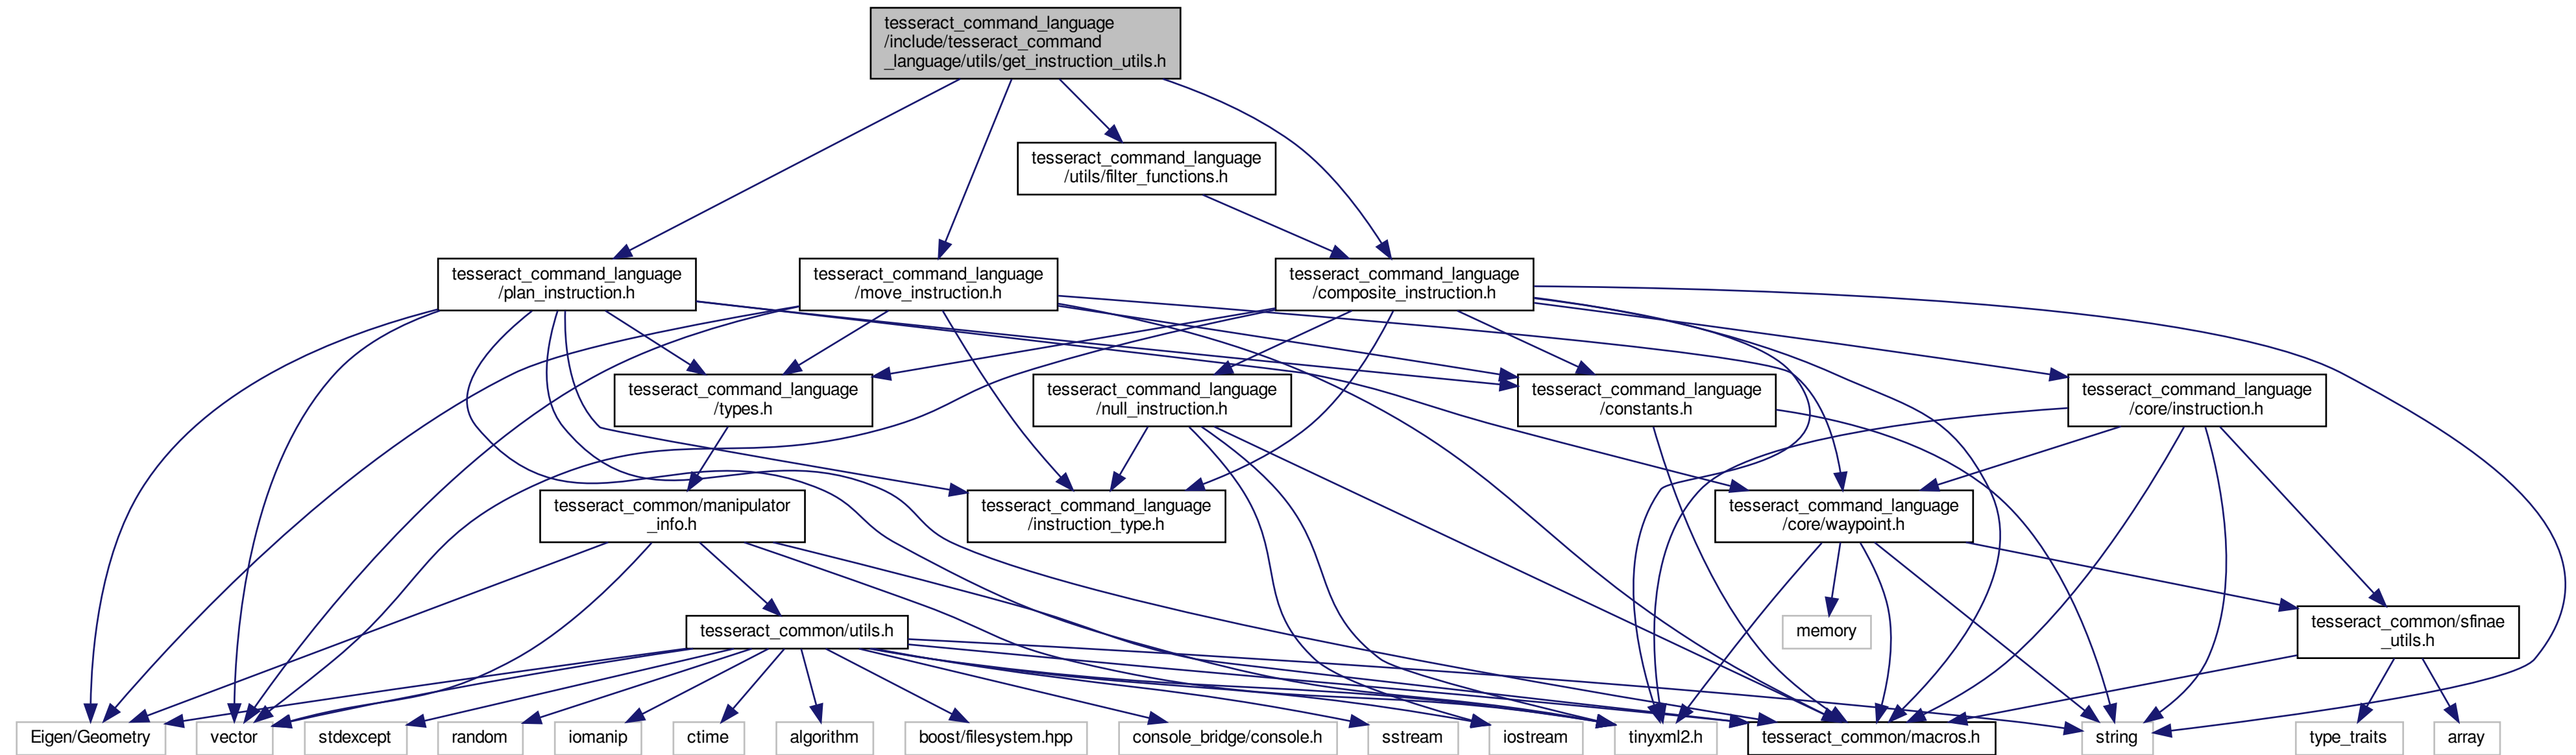 tesseract_command_language
/include/tesseract_command
_language/utils/get_instruction_utils.h
tesseract_command_language
/utils/filter_functions.h
tesseract_command_language
/plan_instruction.h
tesseract_command_language
/move_instruction.h
tesseract_command_language
/composite_instruction.h
tesseract_command_language
/types.h
tesseract_command_language
/null_instruction.h
tesseract_command_language
/constants.h
tesseract_command_language
/core/instruction.h
tesseract_common/manipulator
_info.h
tesseract_command_language
/instruction_type.h
tesseract_command_language
/core/waypoint.h
tesseract_common/utils.h
memory
tesseract_common/sfinae
_utils.h
Eigen/Geometry
vector
stdexcept
random
iomanip
ctime
algorithm
boost/filesystem.hpp
console_bridge/console.h
sstream
iostream
tinyxml2.h
tesseract_common/macros.h
string
type_traits
array